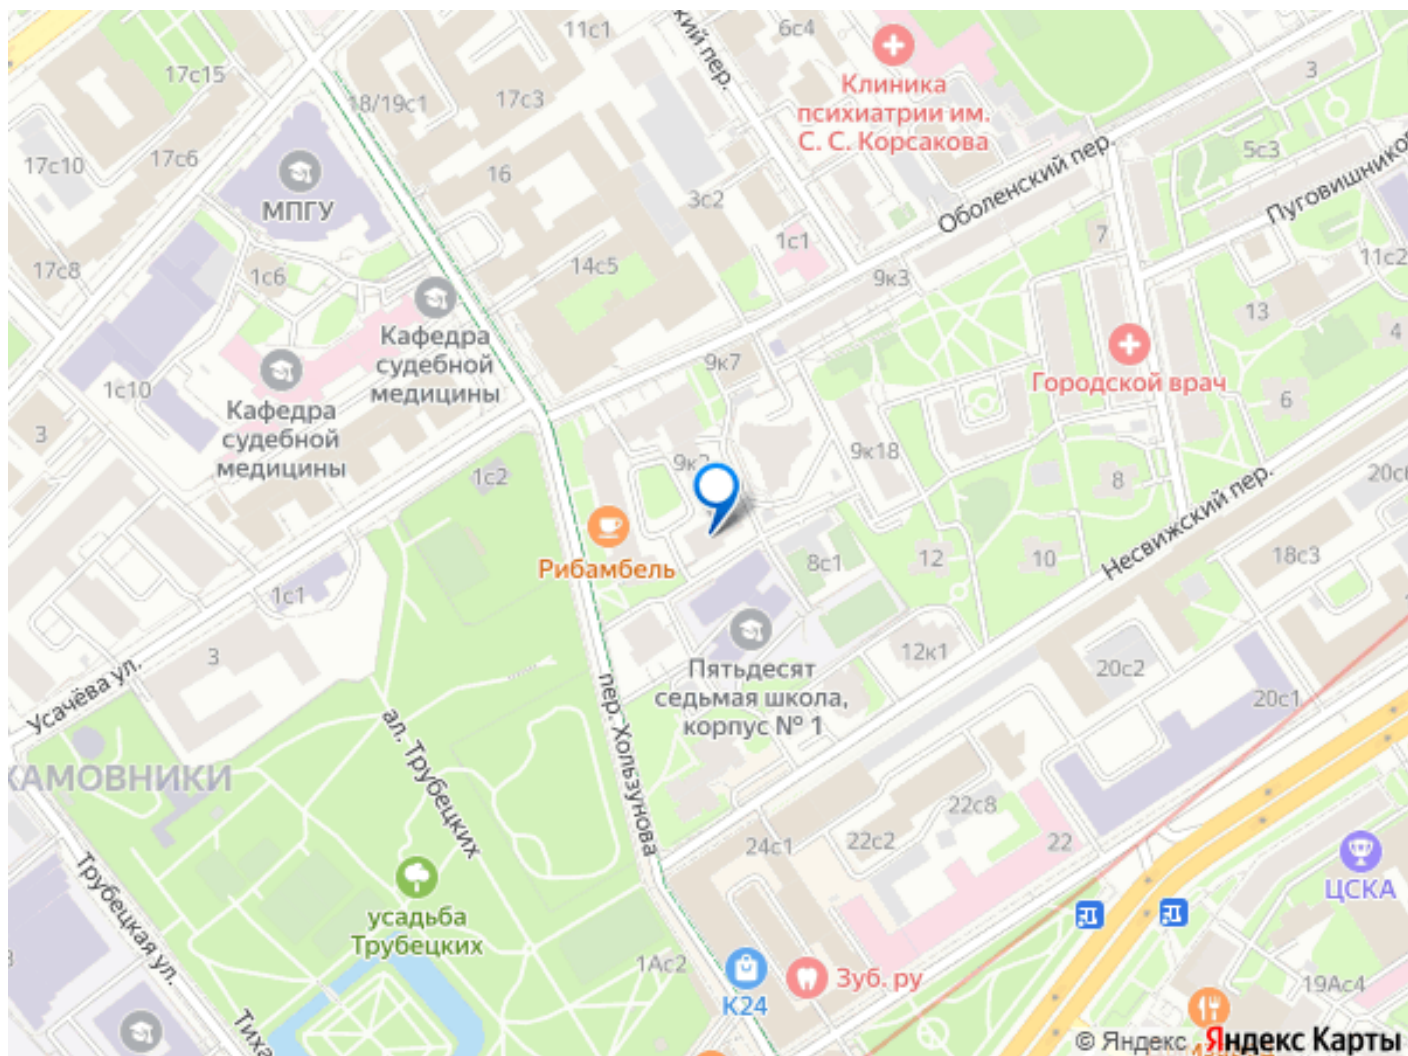 11с1
6с4
кий пер.
17с15
18/19с1
17с3
Клиника
психиатрии им.
С. С. Корсакова
3
5с3
17с10
17с6
16
МПГУ
3с2
Оболенский пер.
Пуговишников
7
1с1
11с2
17с8
1с6
14с5
9к3
13
4
Кафедра
судебной
медицины
9к7
Городской врач
6
1с10
Кафедра
судебной
медицины
3
1с2
9к18
8
20с6
Несвижский пер.
Рибамбель
8с1
12
10
18с3
1с1
12к1
Пятьдесят
седьмая школа,
корпус № 1
20с2
20с1
3
Усачёва ул.
ал. Трубецких
пер. Хользунова
ХАМОВНИКИ
22с8
22с2
22
24с1
Трубецкая ул.
усадьба
Трубецких
ЦСКА
1Ас2
К24
Зуб. ру
19Ас4
Тиха
© Яндекс Яндекс Карты